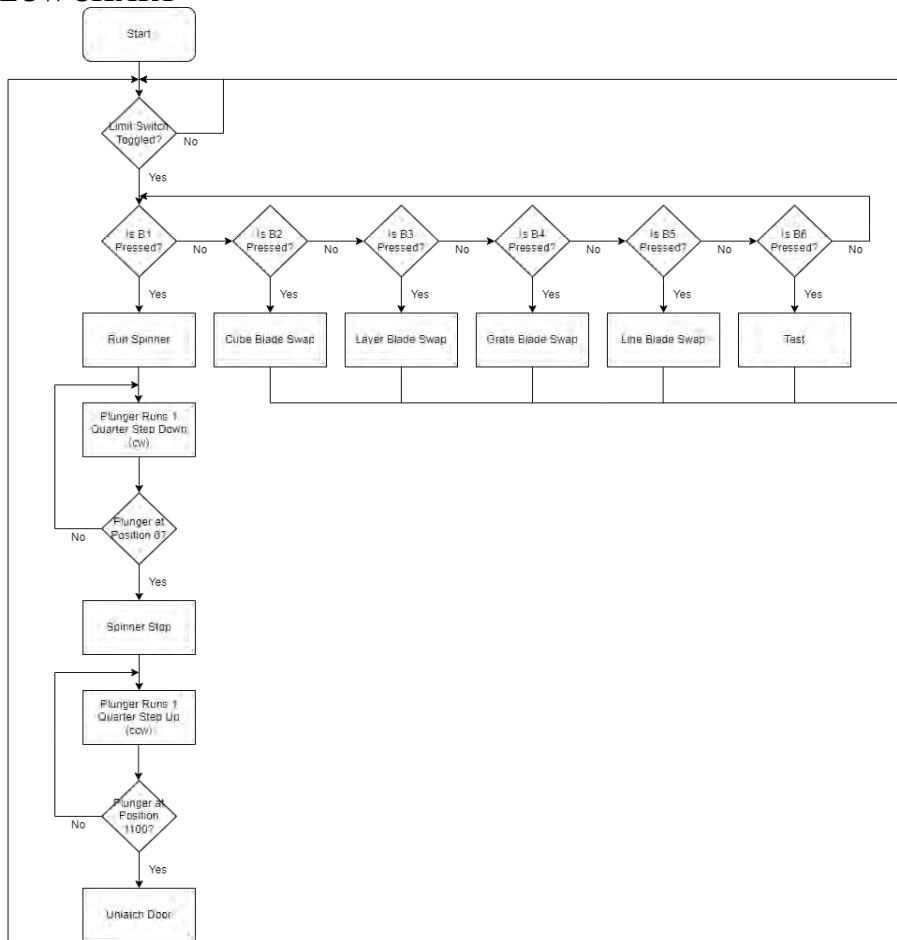 Start
Limit Switch
Toggled?
No
Yes
Is B1
Pressed?
No
Is B2
Pressed?
No
Is B3
Pressed?
No
Is B4
Pressed?
No
Is B5
Pressed?
No
Is B6
Pressed?
No
Yes
Yes
Yes
Yes
Yes
Yes
Run Spinner
Cube Blade Swap
Layer Blade Swap
Grate Blade Swap
Line Blade Swap
Test
Plunger Runs 1
Quarter Step Down
(cw)
Plunger at
Position
No
Yes
Spinner Stop
Plunger Runs 1
Quarter Step Up
(ccw)
Plunger at
Position
1100?
No
Yes
Unlatch Door